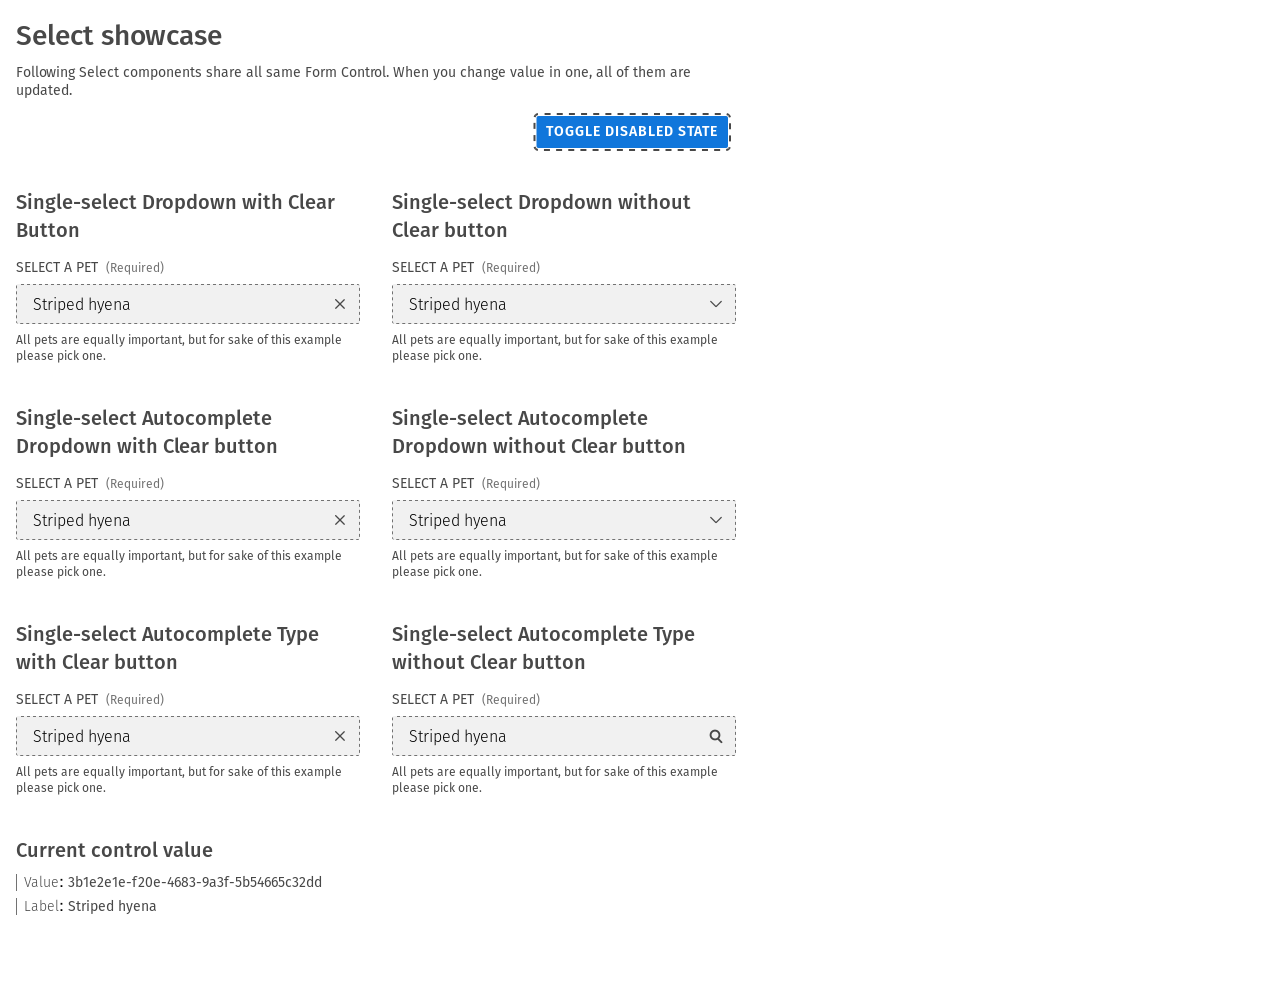 Select showcase
Following Select components share all same Form Control. When you change value in one, all of them are
updated.
TOGGLE DISABLED STATE
Single-select Dropdown with Clear
Button
SELECT A PET (Required)
Striped hyena
All pets are equally important, but for sake of this example
please pick one.
Single-select Dropdown without
Clear button
SELECT A PET (Required)
Striped hyena
All pets are equally important, but for sake of this example
please pick one.
Single-select Autocomplete
Dropdown with Clear button
SELECT A PET (Required)
Striped hyena
All pets are equally important, but for sake of this example
please pick one.
Single-select Autocomplete
Dropdown without Clear button
SELECT A PET (Required)
Striped hyena
All pets are equally important, but for sake of this example
please pick one.
Single-select Autocomplete Type
with Clear button
SELECT A PET (Required)
Striped hyena
All pets are equally important, but for sake of this example
please pick one.
Single-select Autocomplete Type
without Clear button
SELECT A PET (Required)
Striped hyena
All pets are equally important, but for sake of this example
please pick one.
Current control value
Value: 3b1e2e1e-f20e-4683-9a3f-5b54665c32dd
Label: Striped hyena